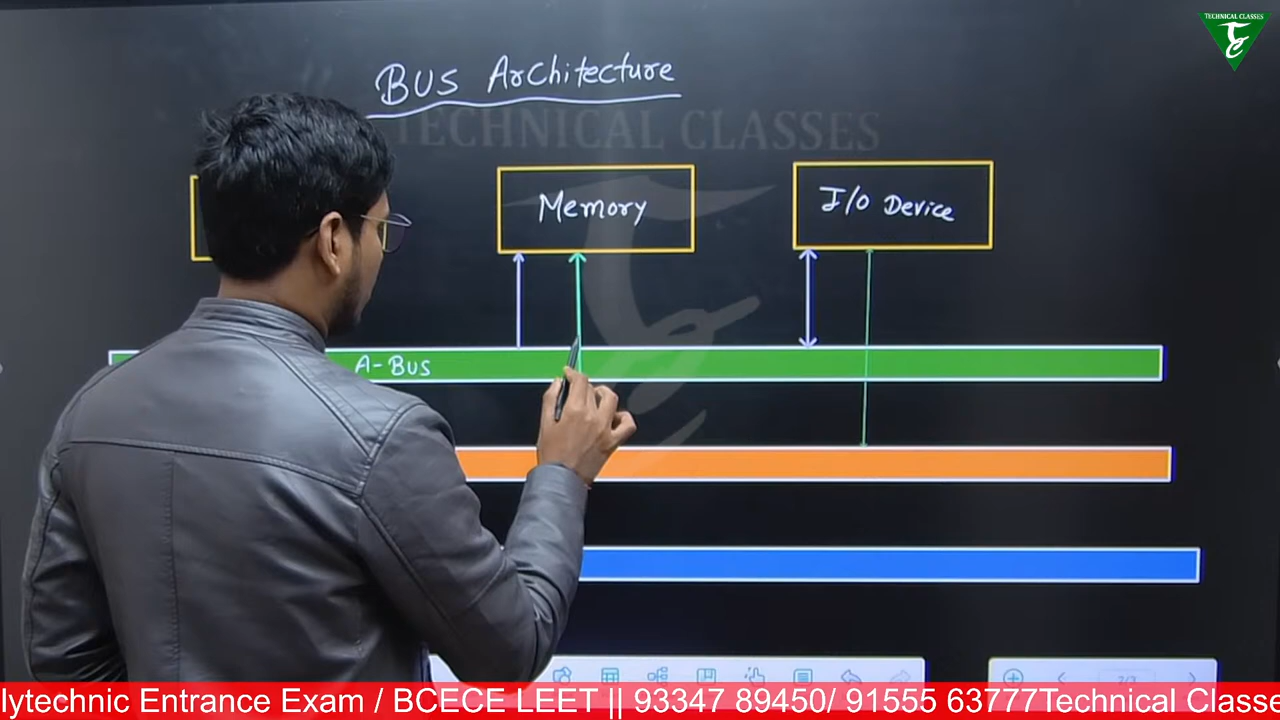 TECHNICAL CLASSES
BUS Architecture
TECHNICAL CLASSES
Memory
I/O Device
A-BUS
lytechnic Entrance Exam / BCECE LEET || 93347 89450/ 91555 63777Technical Classe